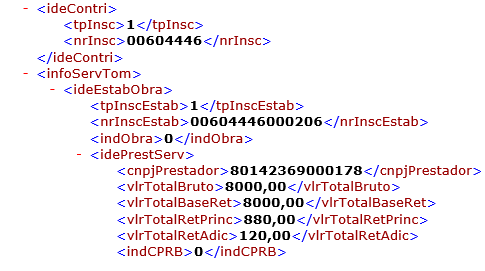 - <ideContri>
<tpInsc>1</tpInsc>
<nrInsc>00604446</nrInsc>
</ideContri>
- <infoServTom>
- <ideEstabObra>
<tpInscEstab>1</tpInscEstab>
<nrInscEstab>00604446000206</nrInscEstab>
<indObra>0</indObra>
- <idePrestServ>
<cnpjPrestador>80142369000178</cnpjPrestador>
<vlrTotalBruto>8000,00</vlrTotalBruto>
<vlrTotalBaseRet>8000,00</vlrTotalBaseRet>
<vlrTotalRetPrinc>880,00</vlrTotalRetPrinc>
<vlrTotalRetAdic>120,00</vlrTotalRetAdic>
<indCPRB>0</indCPRB>